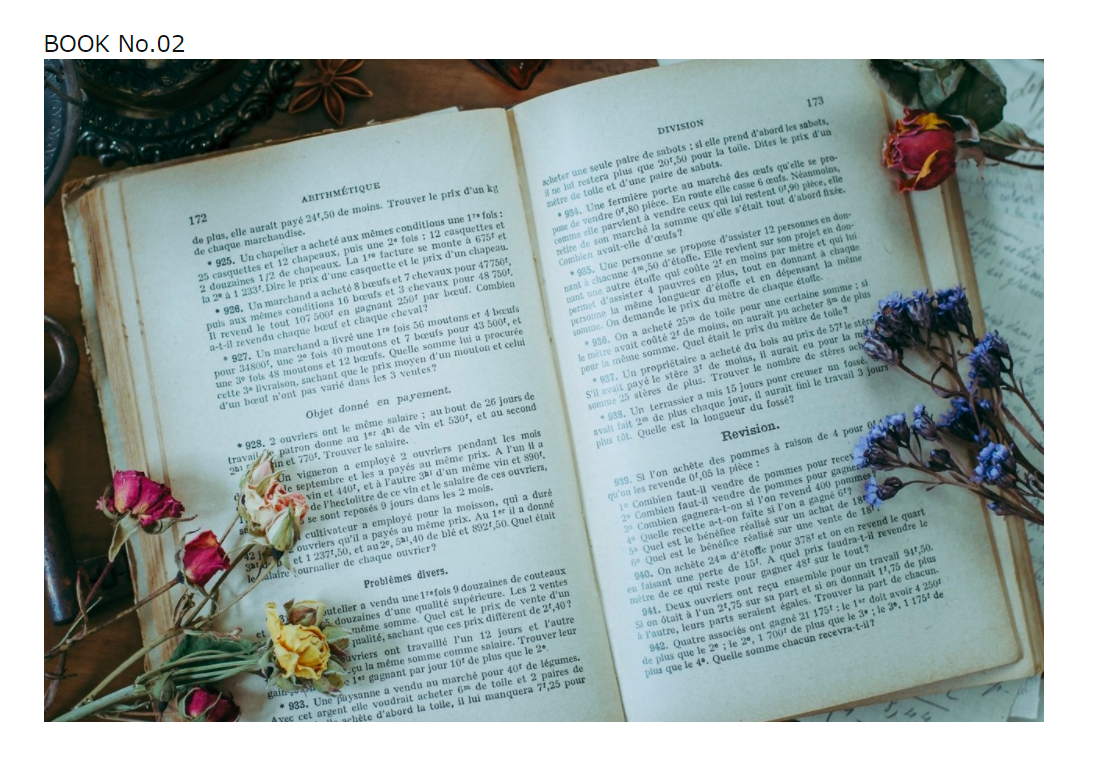 BOOK No.02
172
ARITHMÉTIQUE
de plus, elle aurait payé 24ᶠ,50 de moins. Trouver le prix d'un kg
de chaque marchandise.
* 925. Un chapelier a acheté aux mêmes conditions une 1ʳᵉ fois :
25 casquettes et 12 chapeaux, puis une 2ᵉ fois : 12 casquettes et
2 douzaines 1/2 de chapeaux. La 1ʳᵉ facture se monte à 675ᶠ et
la 2ᵉ à 1 233ᶠ. Dire le prix d'une casquette et le prix d'un chapeau.
* 926. Un marchand a acheté 8 bœufs et 7 chevaux pour 47750ᶠ,
puis aux mêmes conditions 16 bœufs et 3 chevaux pour 48 750ᶠ.
Il revend le tout 107 500ᶠ en gagnant 250ᶠ par bœuf. Combien
a-t-il revendu chaque bœuf et chaque cheval?
* 927. Un marchand a livré une 1ʳᵉ fois 56 moutons et 4 bœufs
pour 34800ᶠ, une 2ᵉ fois 40 moutons et 7 bœufs pour 43 500ᶠ, et
une 3ᵉ fois 48 moutons et 12 bœufs. Quelle somme lui a procurée
cette 3ᵉ livraison, sachant que le prix moyen d'un mouton et celui
d'un bœuf n'ont pas varié dans les 3 ventes?
Objet donné en payement.
* 928. 2 ouvriers ont le même salaire ; au bout de 26 jours de
travail patron donne au 1ᵉʳ 4ʰˡ de vin et 530ᶠ, et au second
2ʰˡ in et 770ᶠ. Trouver le salaire.
Un vigneron a employé 2 ouvriers pendant les mois
septembre et les a payés au même prix. A l'un il a
vin et 440ᶠ, et à l'autre 3ʰˡ d'un même vin et 890ᶠ.
de l'hectolitre de ce vin et le salaire de ces ouvriers,
se sont reposés 9 jours dans les 2 mois.
cultivateur a employé pour la moisson, qui a duré
42 2 ouvriers qu'il a payés au même prix. Au 1ᵉʳ il a donné
3ʰˡ et 1 237ᶠ,50, et au 2ᵉ, 5ʰˡ,40 de blé et 892ᶠ,50. Quel était
le salaire journalier de chaque ouvrier?
Problèmes divers.
outelier a vendu une 1ʳᵉ fois 9 douzaines de couteaux
et douzaines d'une qualité supérieure. Les 2 ventes
même somme. Quel est le prix de vente d'un
qualité, sachant que ces prix diffèrent de 2ᶠ,40?
ouvriers ont travaillé l'un 12 jours et l'autre
çu la même somme comme salaire. Trouver leur
1ᵉʳ gagnant par jour 10ᶠ de plus que le 2ᵉ.
* 933. Une paysanne a vendu au marché pour 40ᶠ de légumes.
Avec cet argent elle voudrait acheter 6ᵐ de toile et 2 paires de
achète d'abord la toile, il lui manquera 7ᶠ,25 pour
DIVISION
173
acheter une seule paire de sabots ; si elle prend d'abord les sabots,
il ne lui restera plus que 20ᶠ,50 pour la toile. Dites le prix d'un
mètre de toile et d'une paire de sabots.
* 934. Une fermière porte au marché des œufs qu'elle se pro-
pose de vendre 0ᶠ,80 pièce. En route elle casse 6 œufs. Néanmoins,
comme elle parvient à vendre ceux qui lui restent 0ᶠ,90 pièce, elle
retire de son marché la somme qu'elle s'était tout d'abord fixée.
Combien avait-elle d'œufs?
* 935. Une personne se propose d'assister 12 personnes en don-
nant à chacune 4ᵐ,50 d'étoffe. Elle revient sur son projet en don-
nant une autre étoffe qui coûte 2ᶠ en moins par mètre et qui lui
permet d'assister 4 pauvres en plus, tout en donnant à chaque
personne la même longueur d'étoffe et en dépensant la même
somme. On demande le prix du mètre de chaque étoffe.
* 936. On a acheté 25ᵐ de toile pour une certaine somme ; si
le mètre avait coûté 2ᶠ de moins, on aurait pu acheter 5ᵐ de plus
pour la même somme. Quel était le prix du mètre de toile?
* 937. Un propriétaire a acheté du bois au prix de 57ᶠ le stère
S'il avait payé le stère 3ᶠ de moins, il aurait eu pour la
somme 25 stères de plus. Trouver le nombre de stères
* 938. Un terrassier a mis 15 jours pour creuser un fossé.
avait fait 2ᵐ de plus chaque jour, il aurait fini le travail 3 jours
plus tôt. Quelle est la longueur du fossé?
Revision.
939. Si l'on achète des pommes à raison de 4 pour
qu'on les revende 0ᶠ,05 la pièce :
1º Combien faut-il vendre de pommes pour
2º Combien faut-il vendre de pommes pour gagner
3º Combien gagnera-t-on si l'on revend 400 pommes
4º Quelle recette a-t-on faite si l'on a gagné 6ᶠ?
5º Quel est le bénéfice réalisé sur un achat de
6º Quel est le bénéfice réalisé sur une vente de
940. On achète 24ᵐ d'étoffe pour 378ᶠ et on en revend le quart
en faisant une perte de 15ᶠ. A quel prix faudra-t-il revendre le
mètre de ce qui reste pour gagner 48ᶠ sur le tout?
941. Deux ouvriers ont reçu ensemble pour un travail 94ᶠ,50.
Si on ôtait à l'un 2ᶠ,75 sur sa part et si on donnait 1ᶠ,75 de plus
à l'autre, leurs parts seraient égales. Trouver la part de chacun.
942. Quatre associés ont gagné 21 175ᶠ : le 1ᵉʳ doit avoir 4 250ᶠ
de plus que le 2ᵉ ; le 2ᵉ, 1 700ᶠ de plus que le 3ᵉ ; le 3ᵉ, 1 175ᶠ de
plus que le 4ᵉ. Quelle somme chacun recevra-t-il?